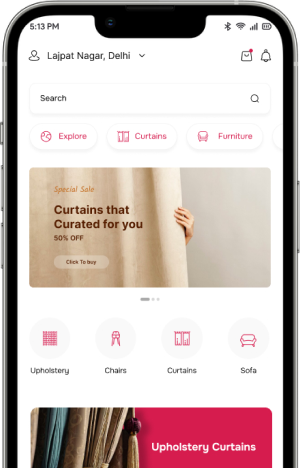 5:13 PM
Lajpat Nagar, Delhi
Search
Explore
Curtains
Furniture
Special Sale
Curtains that
Curated for you
50% OFF
Click To buy
Upholstery
Chairs
Curtains
Sofa
Upholstery Curtains